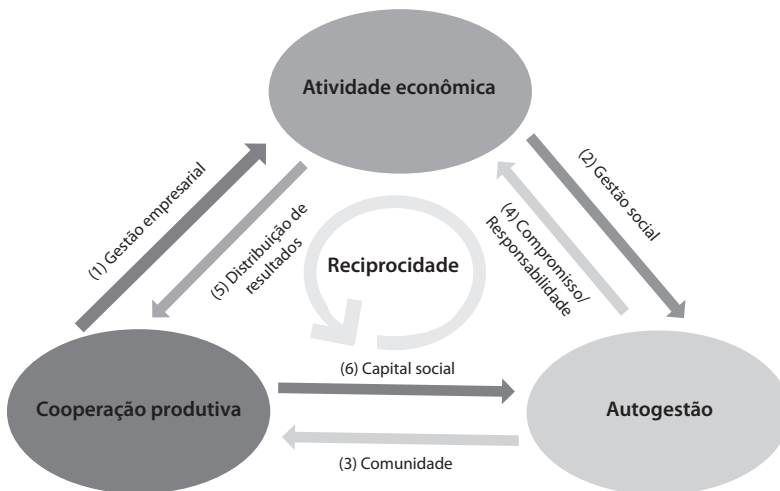 Atividade econômica
(1) Gestão empresarial
(5) Distribuição de
resultados
Reciprocidade
(4) Compromisso/
Responsabilidade
(2) Gestão social
(6) Capital social
Cooperação produtiva
Autogestão
(3) Comunidade